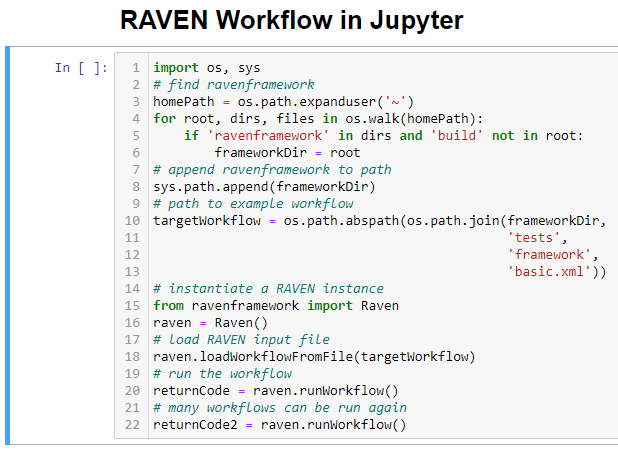 RAVEN Workflow in Jupyter
In [ ]:
1 import os, sys
2 # find ravenframework
3 homePath = os.path.expanduser('~')
4 for root, dirs, files in os.walk(homePath):
5     if 'ravenframework' in dirs and 'build' not in root:
6         frameworkDir = root
7 # append ravenframework to path
8 sys.path.append(frameworkDir)
9 # path to example workflow
10 targetWorkflow = os.path.abspath(os.path.join(frameworkDir,
11                                               'tests',
12                                               'framework',
13                                               'basic.xml'))
14 # instantiate a RAVEN instance
15 from ravenframework import Raven
16 raven = Raven()
17 # load RAVEN input file
18 raven.loadWorkflowFromFile(targetWorkflow)
19 # run the workflow
20 returnCode = raven.runWorkflow()
21 # many workflows can be run again
22 returnCode2 = raven.runWorkflow()